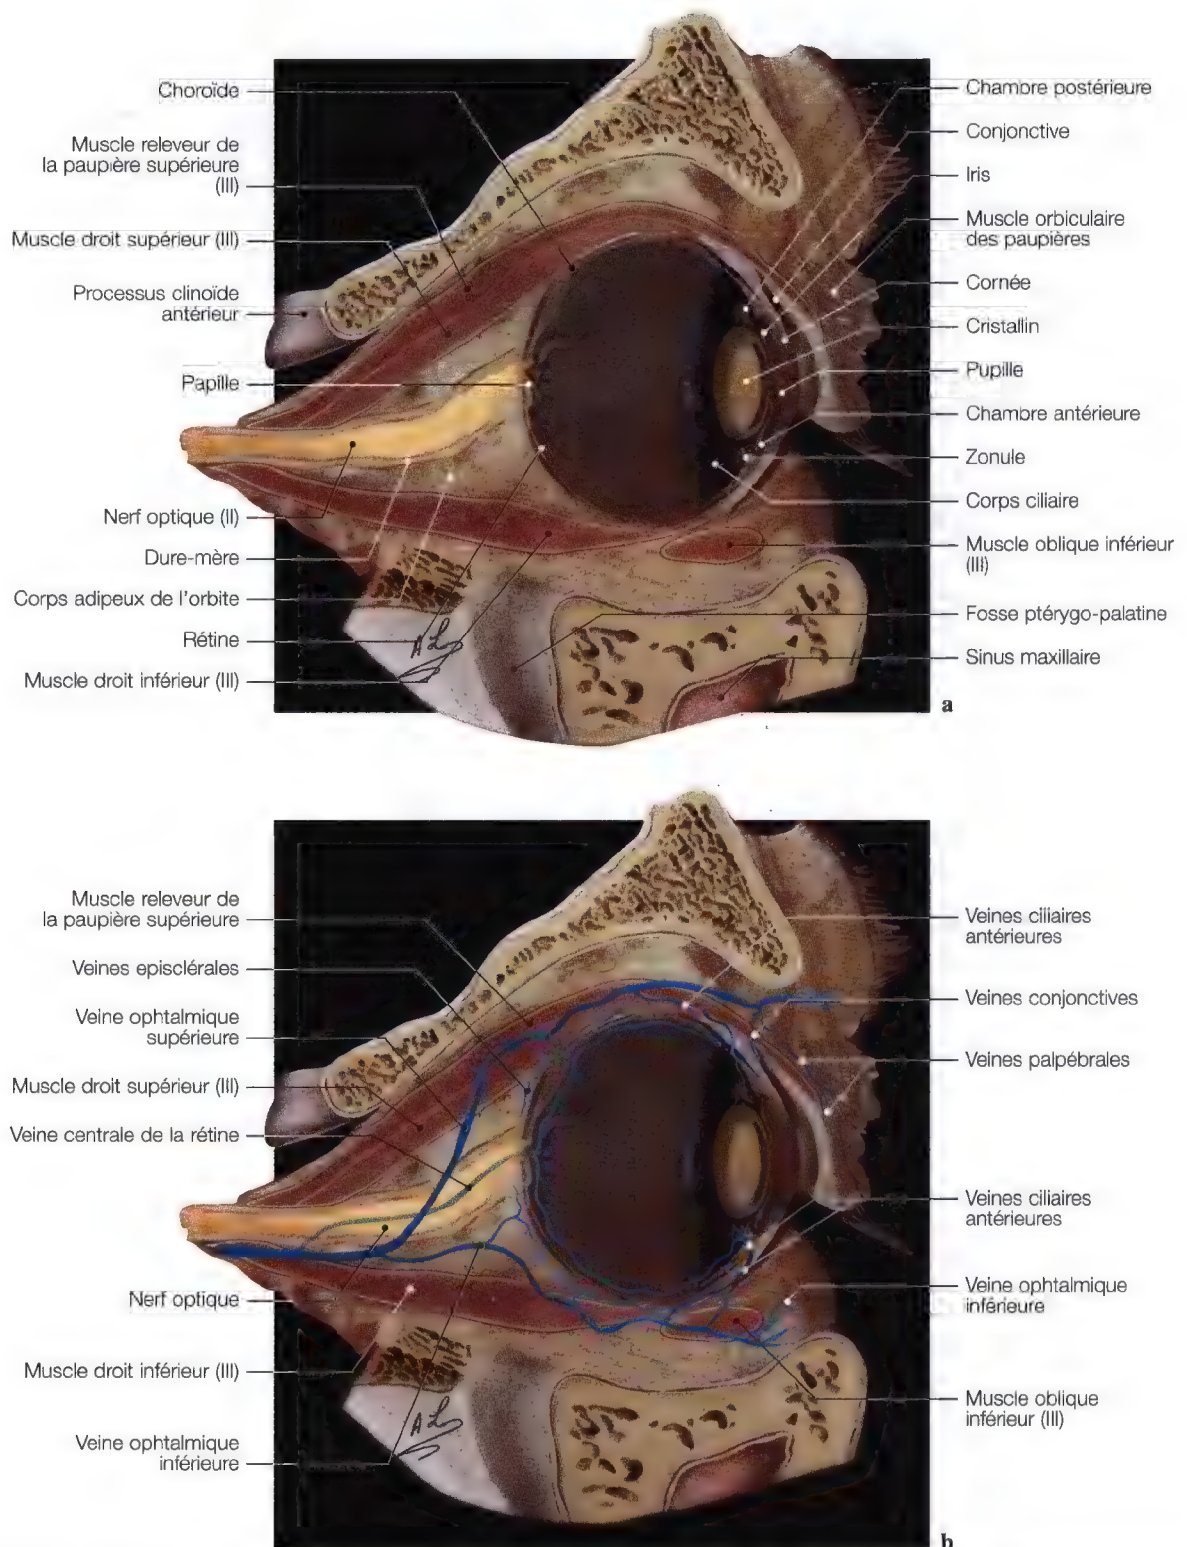 Choroïde
Muscle releveur de
la paupière supérieure
(III)
Muscle droit supérieur (III)
Processus clinoïde
antérieur
Papille
Nerf optique (II)
Dure-mère
Corps adipeux de l'orbite
Rétine
Muscle droit inférieur (III)
Chambre postérieure
Conjonctive
Iris
Muscle orbiculaire
des paupières
Cornée
Cristallin
Pupille
Chambre antérieure
Zonule
Corps ciliaire
Muscle oblique inférieur
(III)
Fosse ptérygo-palatine
Sinus maxillaire
AL
a
Muscle releveur de
la paupière supérieure
Veines episclérales
Veine ophtalmique
supérieure
Muscle droit supérieur (III)
Veine centrale de la rétine
Nerf optique
Muscle droit inférieur (III)
Veine ophtalmique
inférieure
Veines ciliaires
antérieures
Veines conjonctives
Veines palpébrales
Veines ciliaires
antérieures
Veine ophtalmique
inférieure
Muscle oblique
inférieur (III)
AL
b